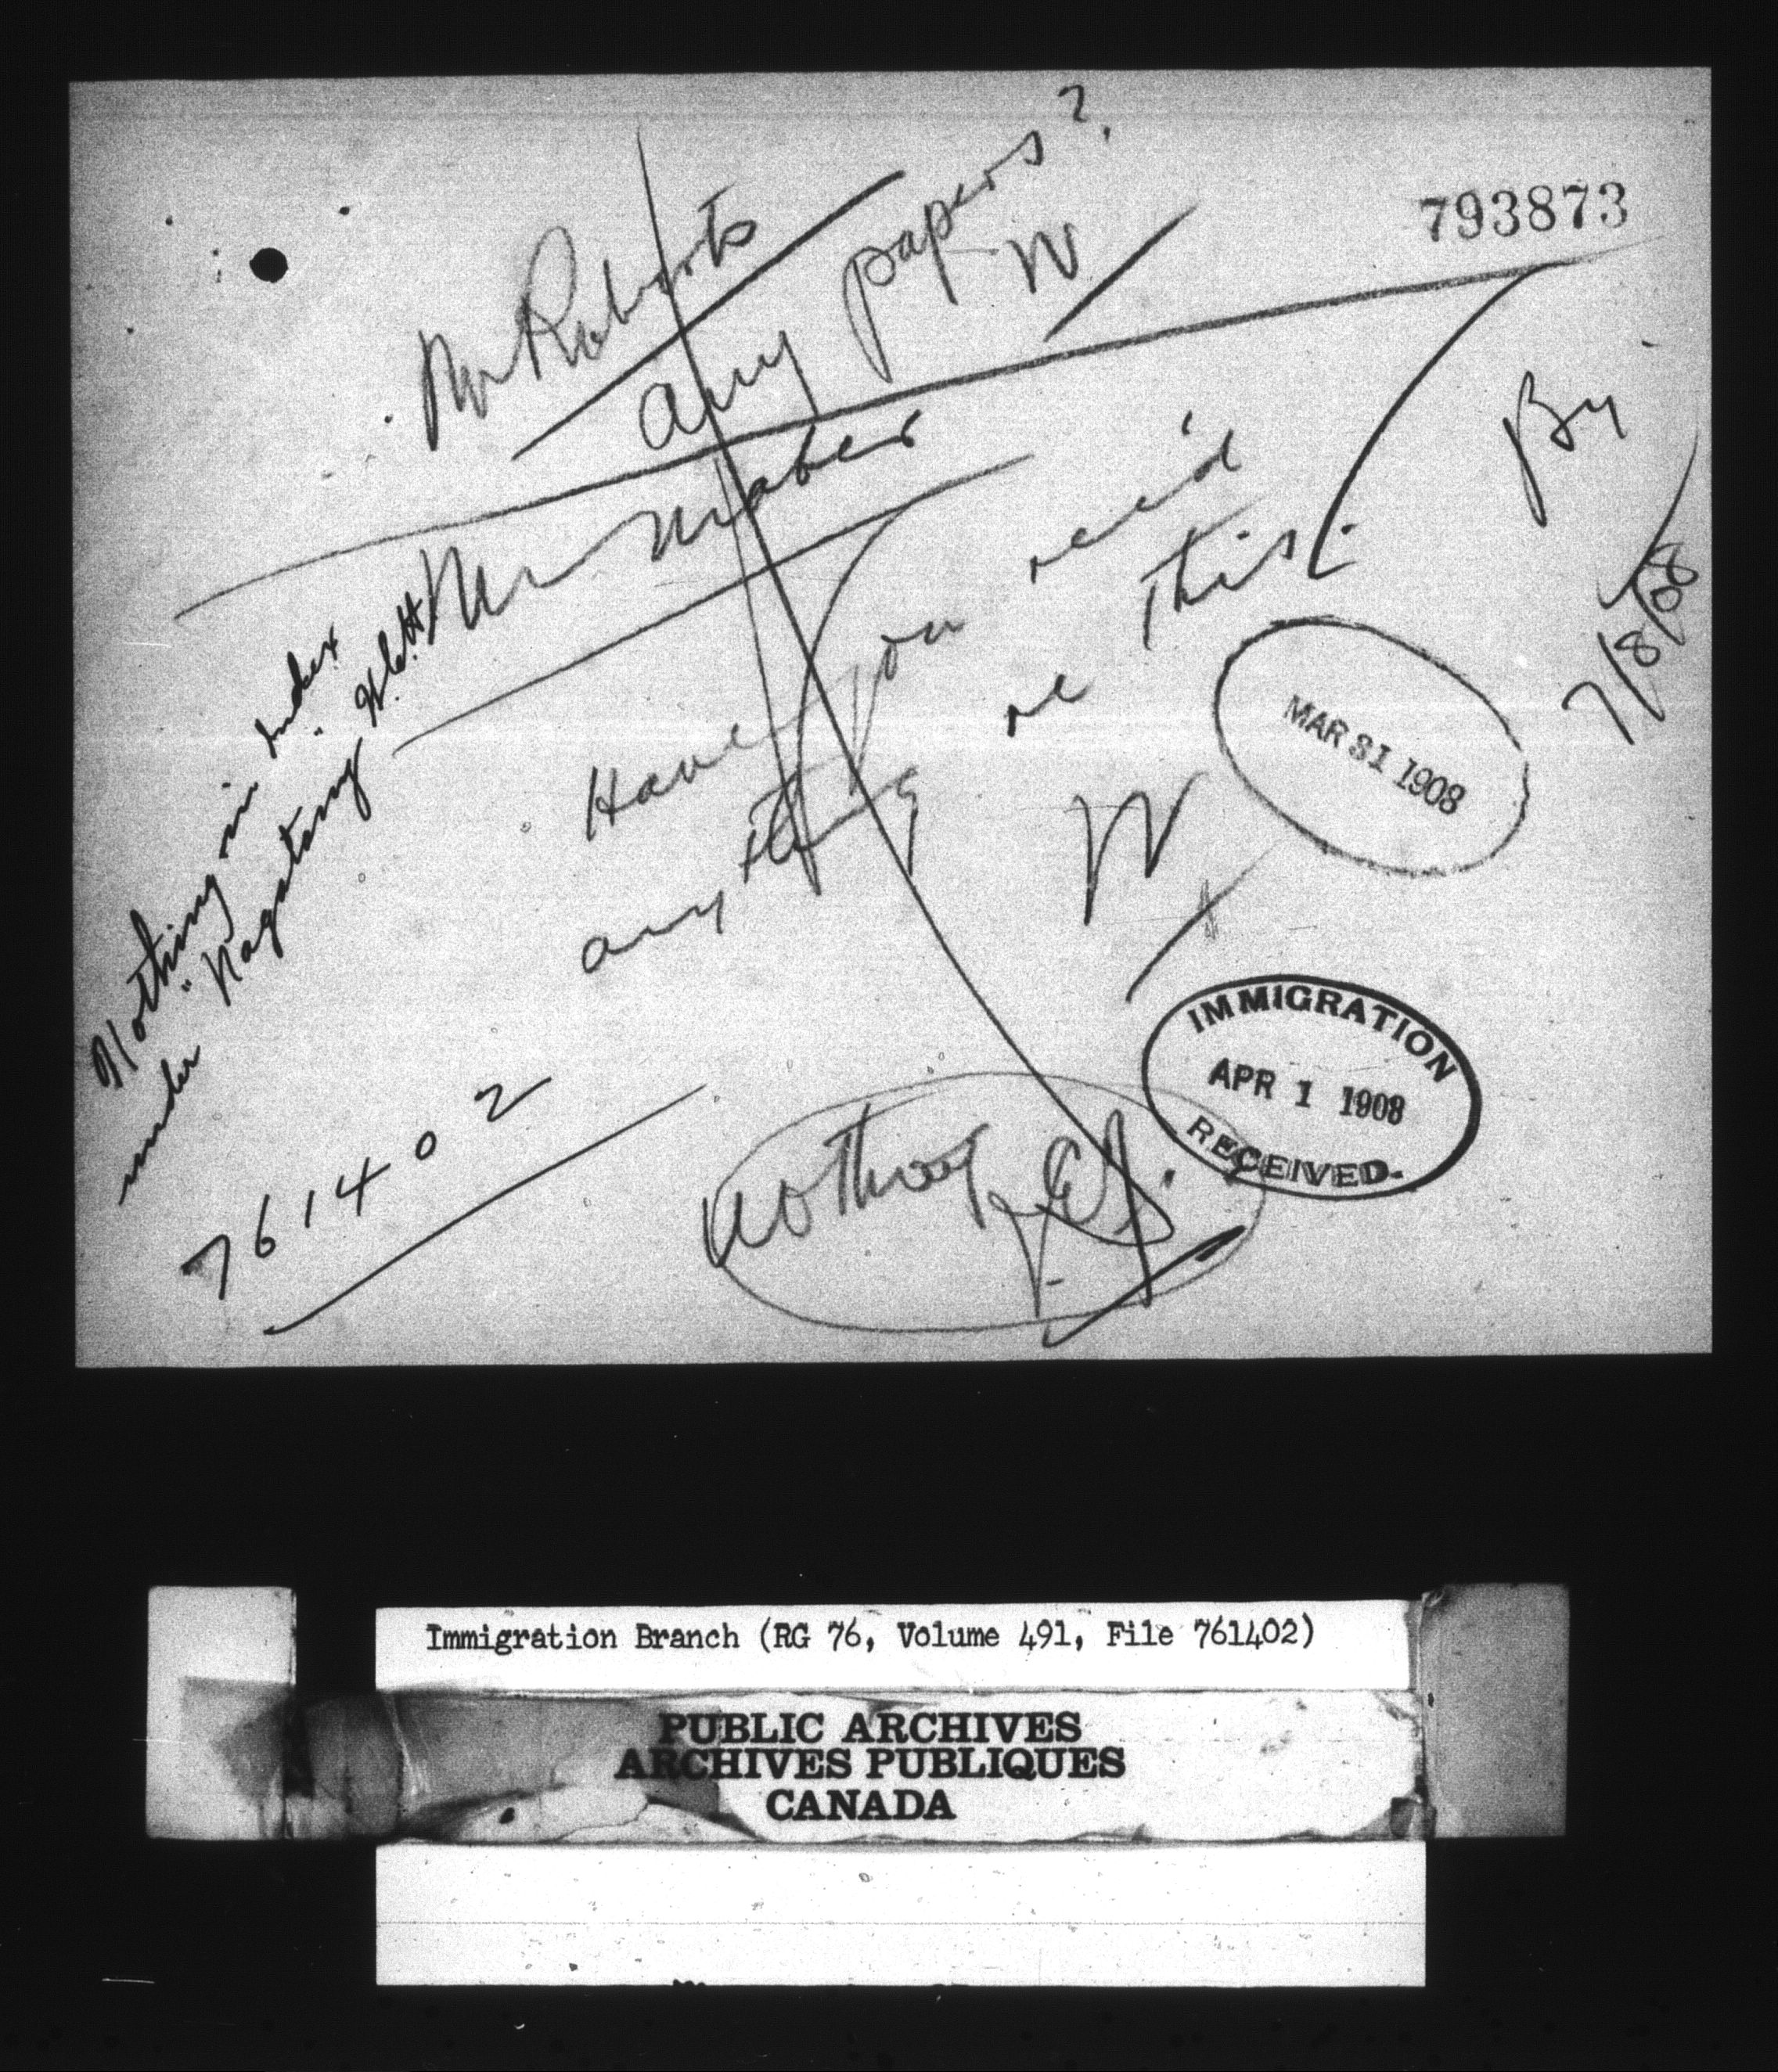 793873
Mr Roberts
any papers?
W
Mr Maber
Have you rec'd
anything re this.
W
By
7/8/08
MAR 31 1908
Nothing in index
under "Nagatany"
761402
nothing
IMMIGRATION
APR 1 1908
RECEIVED.
Immigration Branch (RG 76, Volume 491, File 761402)
PUBLIC ARCHIVES
ARCHIVES PUBLIQUES
CANADA